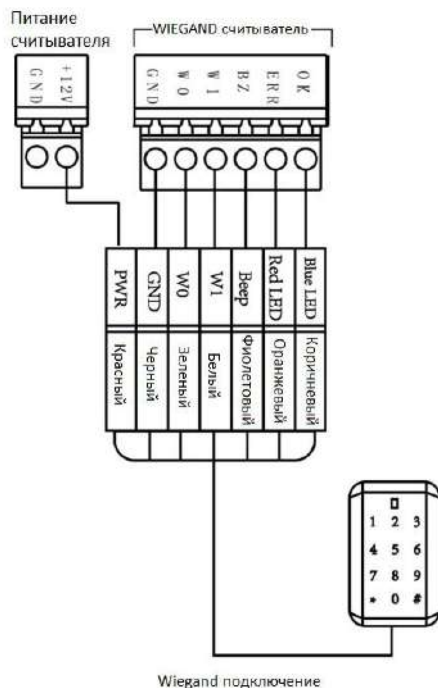 Питание
считывателя
WIEGAND считыватель
GND
+12V
GND
W0
W1
BZ
ERR
OK
PWR
GND
W0
W1
Beep
Red LED
Blue LED
Красный
Черный
Зеленый
Белый
Фиолетовый
Оранжевый
Коричневый
1 2 3
4 5 6
7 8 9
* 0 #
Wiegand подключение